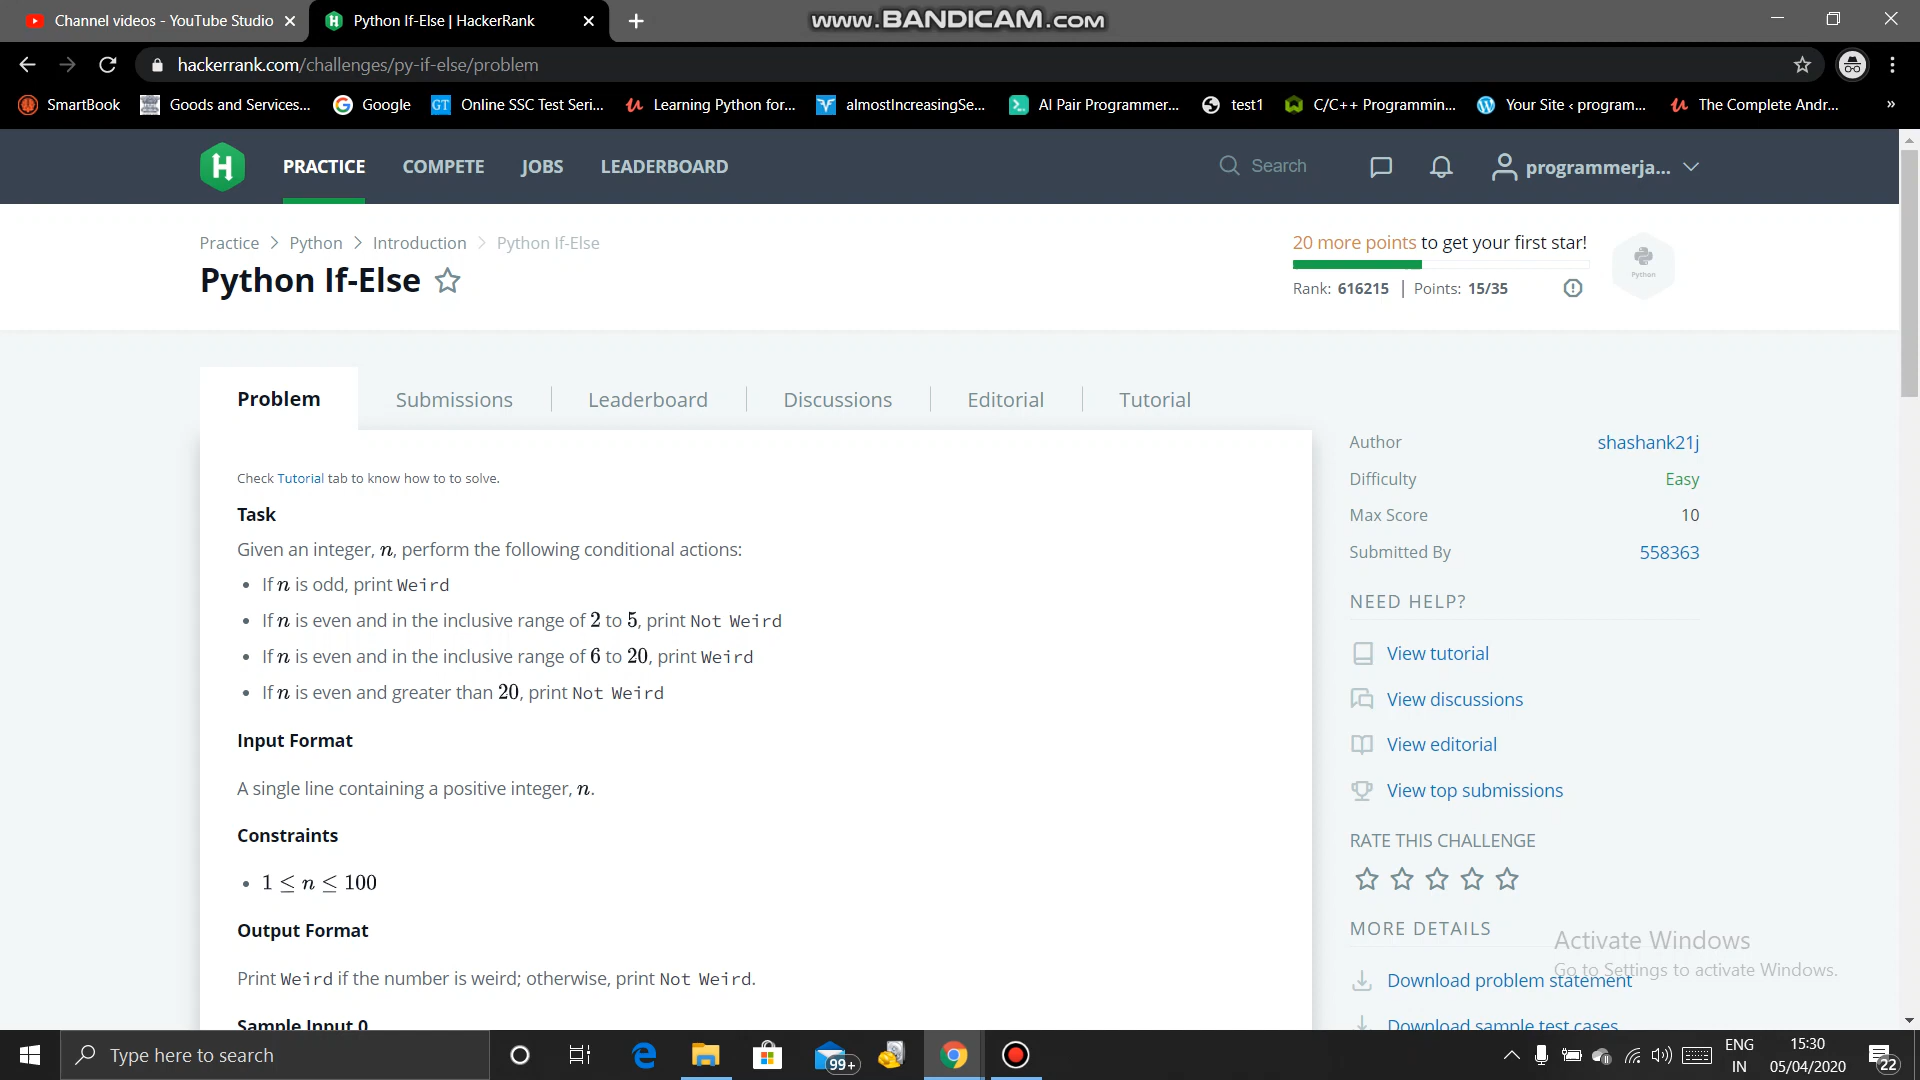 Channel videos - YouTube Studio
Python If-Else | HackerRank
www.BANDICAM.com
hackerrank.com/challenges/py-if-else/problem
SmartBook
Goods and Services...
Google
GT Online SSC Test Seri...
Learning Python for...
almostIncreasingSe...
AI Pair Programmer...
test1
C/C++ Programmin...
Your Site ‹ program...
The Complete Andr...
»
H
PRACTICE
COMPETE
JOBS
LEADERBOARD
Search
programmerja...
Practice > Python > Introduction > Python If-Else
Python If-Else
20 more points to get your first star!
Rank: 616215 | Points: 15/35
Python
Problem
Submissions
Leaderboard
Discussions
Editorial
Tutorial
Check Tutorial tab to know how to to solve.
Task
Given an integer, n, perform the following conditional actions:
• If n is odd, print Weird
• If n is even and in the inclusive range of 2 to 5, print Not Weird
• If n is even and in the inclusive range of 6 to 20, print Weird
• If n is even and greater than 20, print Not Weird
Input Format
A single line containing a positive integer, n.
Constraints
• 1 ≤ n ≤ 100
Output Format
Print Weird if the number is weird; otherwise, print Not Weird.
Sample Input 0
Author shashank21j
Difficulty Easy
Max Score 10
Submitted By 558363
NEED HELP?
View tutorial
View discussions
View editorial
View top submissions
RATE THIS CHALLENGE
MORE DETAILS
Activate Windows
Go to Settings to activate Windows.
Download problem statement
Download sample test cases
Type here to search
99+
ENG
IN
15:30
05/04/2020
22